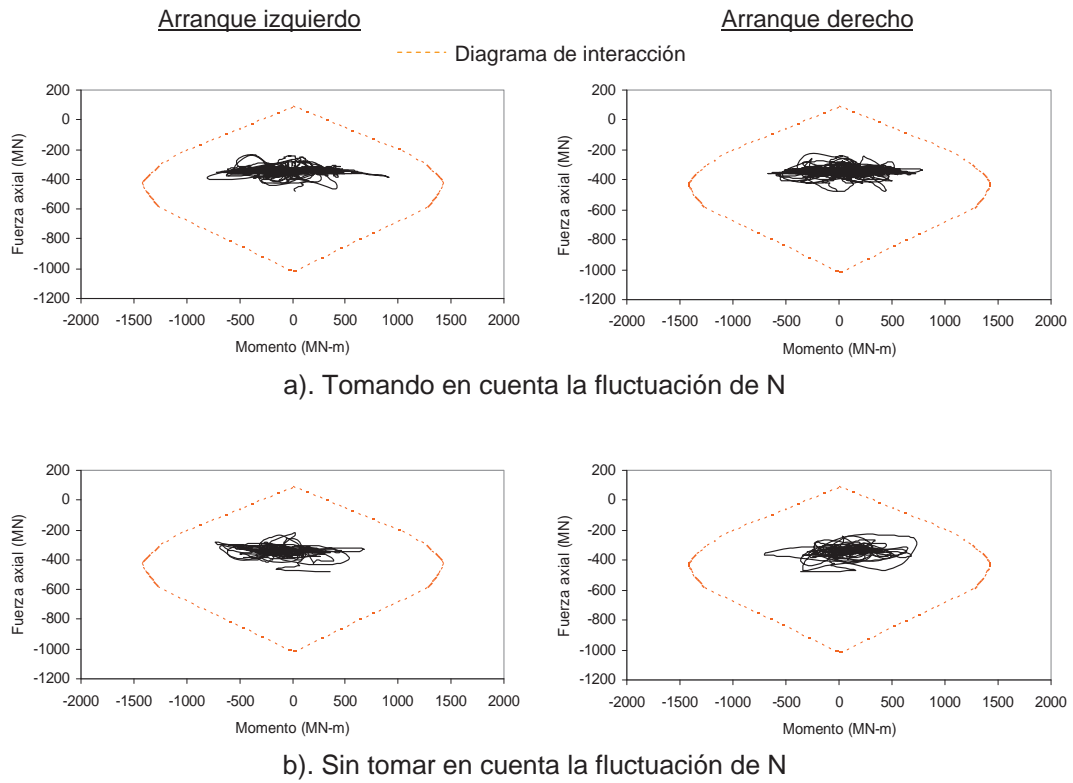 Arranque izquierdo
Arranque derecho
Diagrama de interacción
200
0
-200
-400
-600
-800
-1000
-1200
Fuerza axial (MN)
-2000 -1500 -1000 -500 0 500 1000 1500 2000
Momento (MN-m)
200
0
-200
-400
-600
-800
-1000
-1200
Fuerza axial (MN)
-2000 -1500 -1000 -500 0 500 1000 1500 2000
Momento (MN-m)
a). Tomando en cuenta la fluctuación de N
200
0
-200
-400
-600
-800
-1000
-1200
Fuerza axial (MN)
-2000 -1500 -1000 -500 0 500 1000 1500 2000
Momento (MN-m)
200
0
-200
-400
-600
-800
-1000
-1200
Fuerza axial (MN)
-2000 -1500 -1000 -500 0 500 1000 1500 2000
Momento (MN-m)
b). Sin tomar en cuenta la fluctuación de N